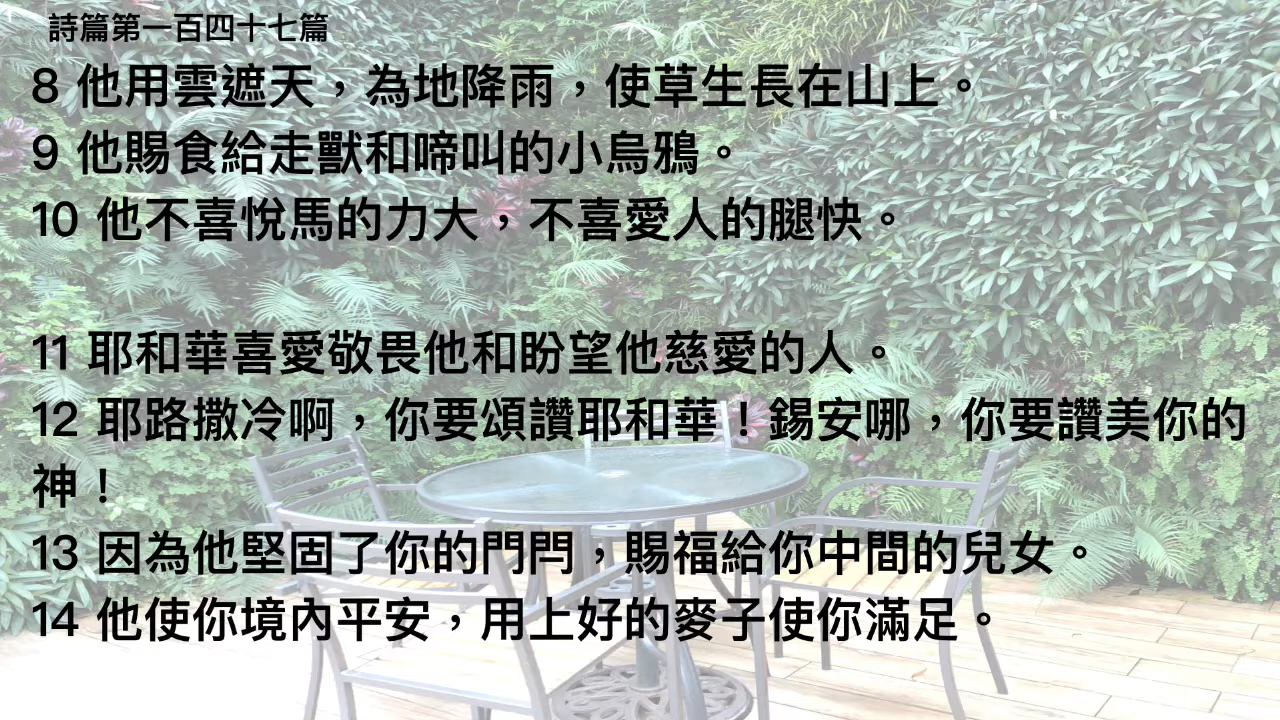 詩篇第一百四十七篇
8 他用雲遮天，為地降雨，使草生長在山上。
9 他賜食給走獸和啼叫的小烏鴉。
10 他不喜悅馬的力大，不喜愛人的腿快。
11 耶和華喜愛敬畏他和盼望他慈愛的人。
12 耶路撒冷啊，你要頌讚耶和華！錫安哪，你要讚美你的
神！
13 因為他堅固了你的門閂，賜福給你中間的兒女。
14 他使你境內平安，用上好的麥子使你滿足。